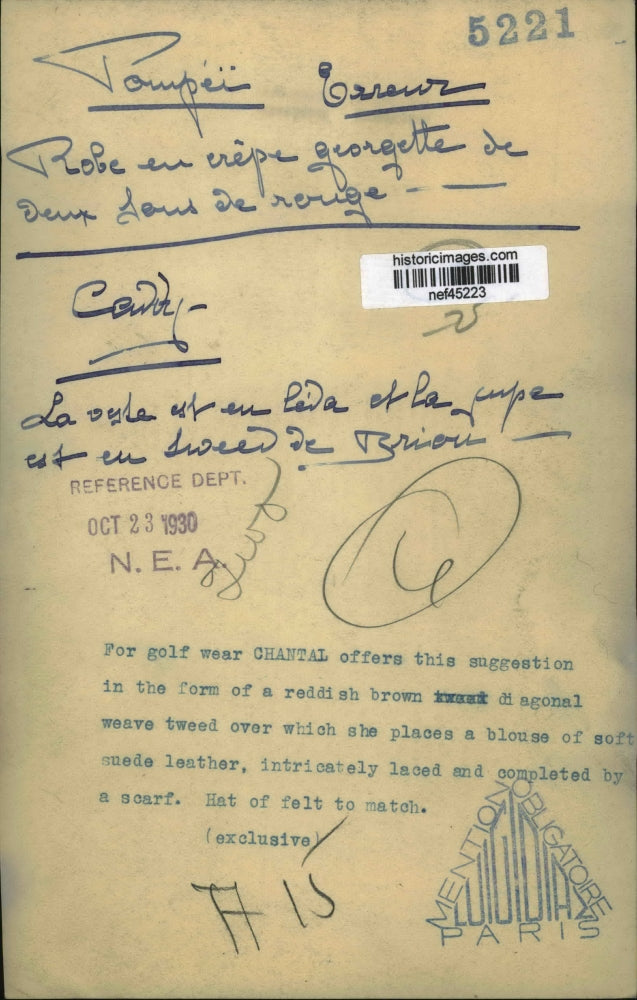 5221
Pompeï Erreur
Robe en crêpe georgette de
deux tons de rouge -
historicimages.com
nef45223
25
La veste est en léda et la jupe
est en tweed de Briou -
REFERENCE DEPT.
OCT 23 1930
N. E. A.
For golf wear CHANTAL offers this suggestion
in the form of a reddish brown tweed diagonal
weave tweed over which she places a blouse of soft
suede leather, intricately laced and completed by
a scarf. Hat of felt to match.
(exclusive)
MENTION OBLIGATOIRE
PARIS